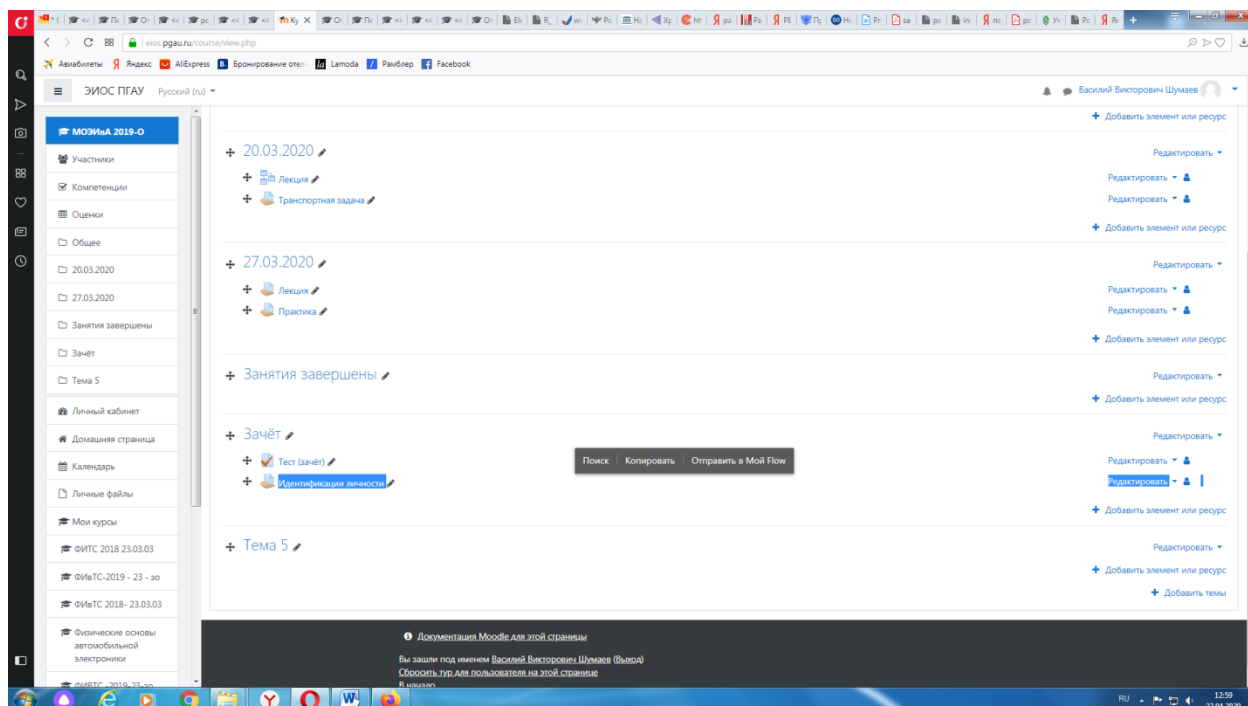 eios.pgau.ru/course/view.php
Авиабилеты Яндекс AliExpress Бронирование отел Lamoda Рамблер Facebook
ЭИОС ПГАУ Русский (ru)
Василий Викторович Шумаев
МОЭИвА 2019-О
Участники
Компетенции
Оценки
Общее
20.03.2020
27.03.2020
Занятия завершены
Зачёт
Тема 5
Личный кабинет
Домашняя страница
Календарь
Личные файлы
Мои курсы
ФИТС 2018 23.03.03
ФИвТС-2019 - 23 - зо
ФИвТС 2018- 23.03.03
Физические основы
автомобильной
электроники
Добавить элемент или ресурс
20.03.2020 Редактировать
Лекция Редактировать
Транспортная задача Редактировать
Добавить элемент или ресурс
27.03.2020 Редактировать
Лекция Редактировать
Практика Редактировать
Добавить элемент или ресурс
Занятия завершены Редактировать
Добавить элемент или ресурс
Зачёт Редактировать
Поиск Копировать Отправить в Мой Flow
Тест (зачёт) Редактировать
Идентификации личности Редактировать
Добавить элемент или ресурс
Тема 5 Редактировать
Добавить элемент или ресурс
Добавить темы
Документация Moodle для этой страницы
Вы зашли под именем Василий Викторович Шумаев (Выход)
Сбросить тур для пользователя на этой странице
В начало
RU 12:59